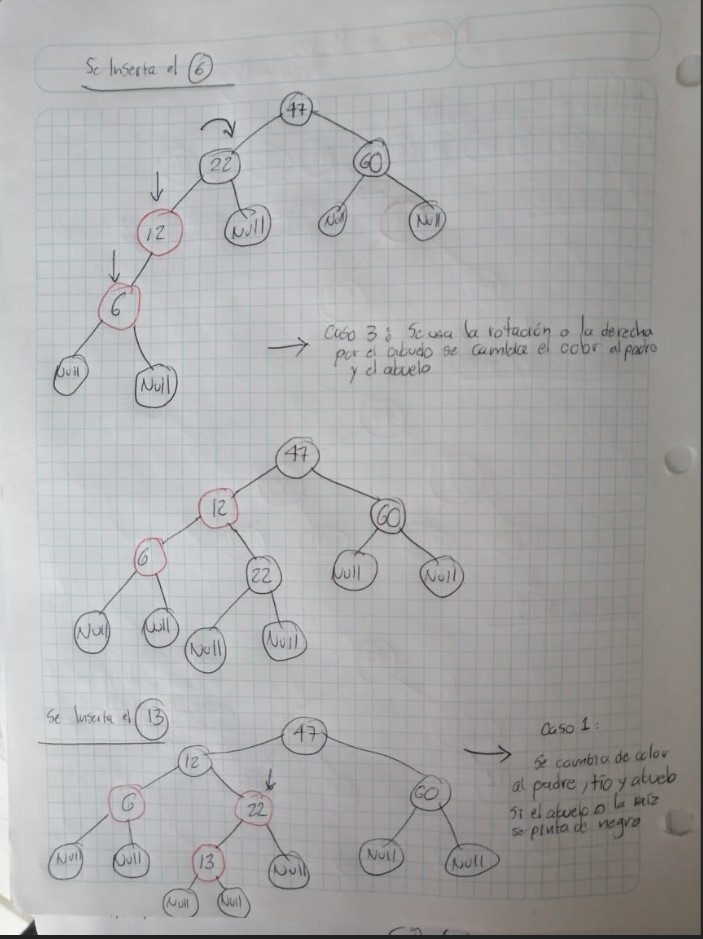 Se Inserta el 6
47
22 60
12 Null Null Null
6
Null Null
Caso 3: Se usa la rotación a la derecha
por el abuelo se cambia el color al padre
y el abuelo
47
12 60
6 22 Null Null
Null Null Null Null
Se Inserta el 13
47
12 60
6 22
Null Null 13 Null Null Null
Null Null
Caso 1:
Se cambia de color
al padre, tío y abuelo
Si el abuelo o la raíz
se pinta de negro